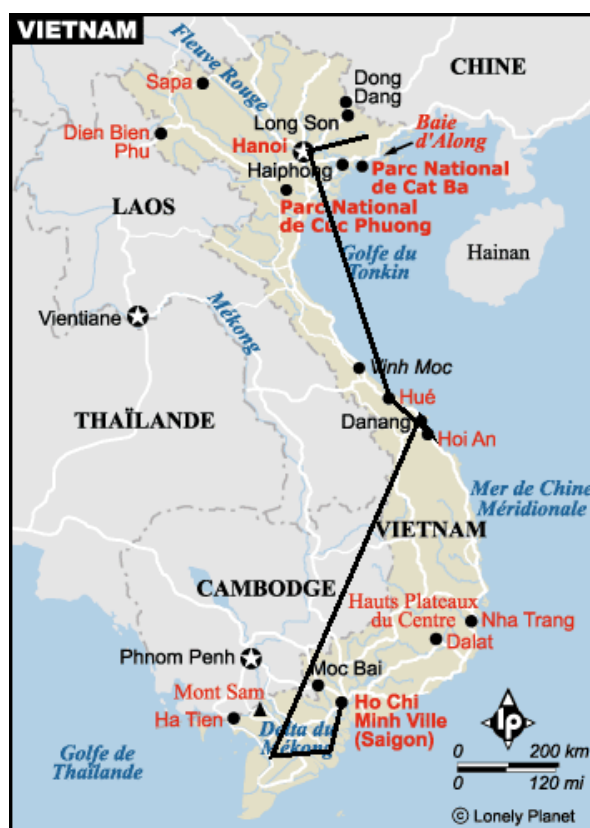 VIETNAM
Fleuve Rouge
CHINE
Sapa
Dong
Dang
Long Son
Baie
d'Along
Dien Bien
Phu
Hanoi
Haiphong
Parc National
de Cat Ba
LAOS
Parc National
de Cuc Phuong
Golfe du
Tonkin
Hainan
Vientiane
Mékong
Vinh Moc
Hué
THAÏLANDE
Danang
Hoi An
Mer de Chine
Méridionale
VIETNAM
CAMBODGE
Hauts Plateaux
du Centre
Nha Trang
Dalat
Phnom Penh
Moc Bai
Mont Sam
Ha Tien
Ho Chi
Minh Ville
(Saigon)
Delta du
Mékong
Golfe de
Thaïlande
lp
0 200 km
0 120 mi
© Lonely Planet